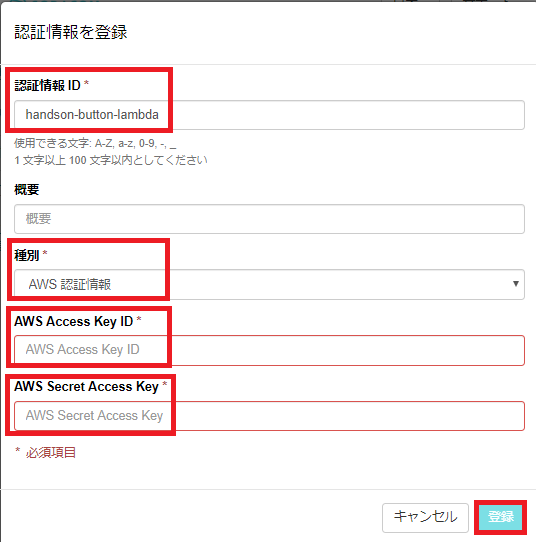 認証情報を登録
認証情報 ID *
handson-button-lambda
使用できる文字: A-Z, a-z, 0-9, -, _
1 文字以上 100 文字以内としてください
概要
概要
種別 *
AWS 認証情報
AWS Access Key ID *
AWS Access Key ID
AWS Secret Access Key *
AWS Secret Access Key
* 必須項目
キャンセル 登録